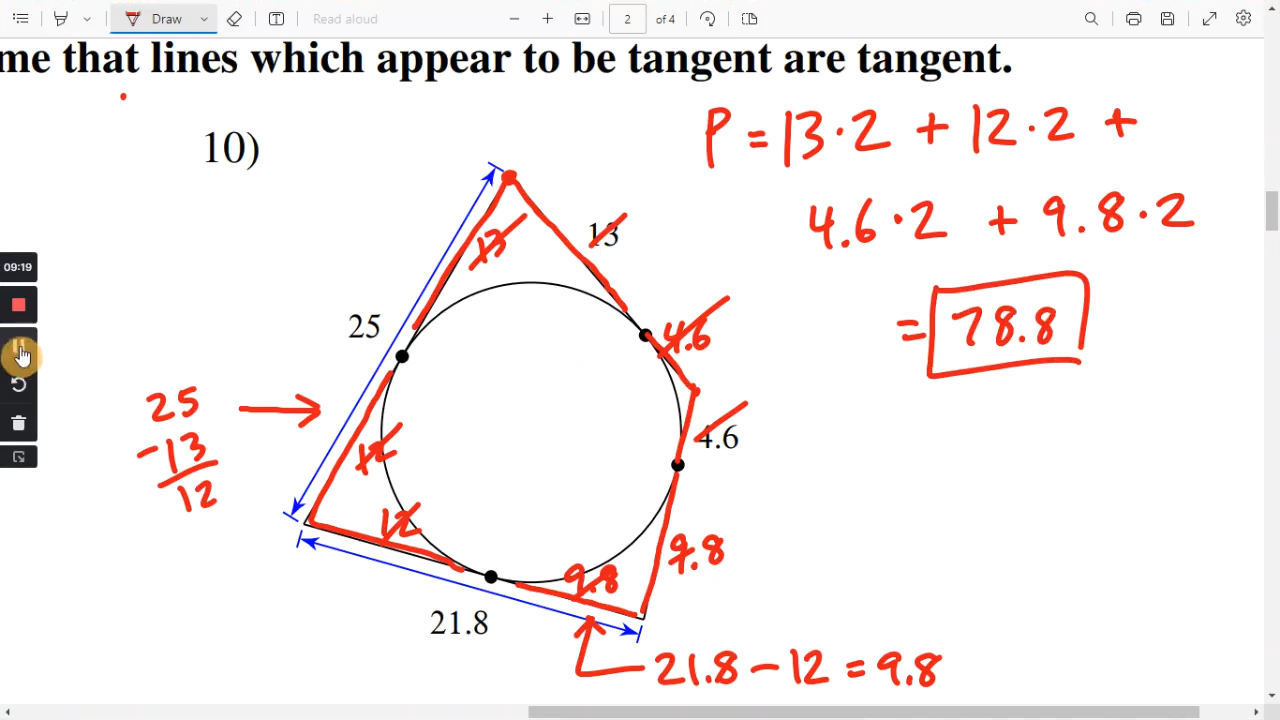 Draw
Read aloud
2 of 4
me that lines which appear to be tangent are tangent.
10)
P = 13·2 + 12·2 +
4.6·2 + 9.8·2
= 78.8
13
13
25
4.6
4.6
25
-13
12
12
12
9.8
9.8
21.8
21.8 - 12 = 9.8
09:19